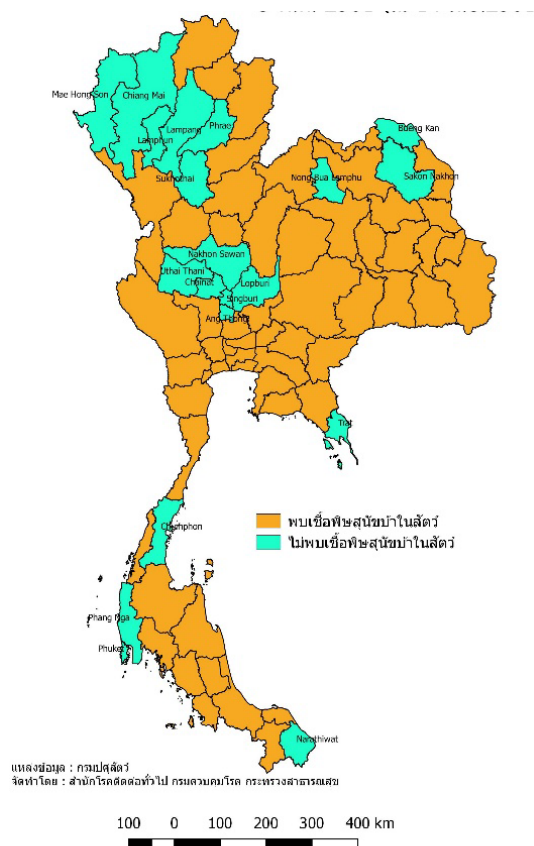 Mae Hong Son
Chiang Mai
Lampang
Phrae
Lamphun
Sukhothai
Bueng Kan
Nong Bua Lumphu
Sakon Nakhon
Nakhon Sawan
Uthai Thani
Chainat
Lopburi
Singburi
Ang Thong
Trat
พบเชื้อพิษสุนัขบ้าในสัตว์
ไม่พบเชื้อพิษสุนัขบ้าในสัตว์
Chumphon
Phang Nga
Phuket
Narathiwat
แหล่งข้อมูล : กรมปศุสัตว์
จัดทำโดย : สำนักโรคติดต่อทั่วไป กรมควบคุมโรค กระทรวงสาธารณสุข
100 0 100 200 300 400 km